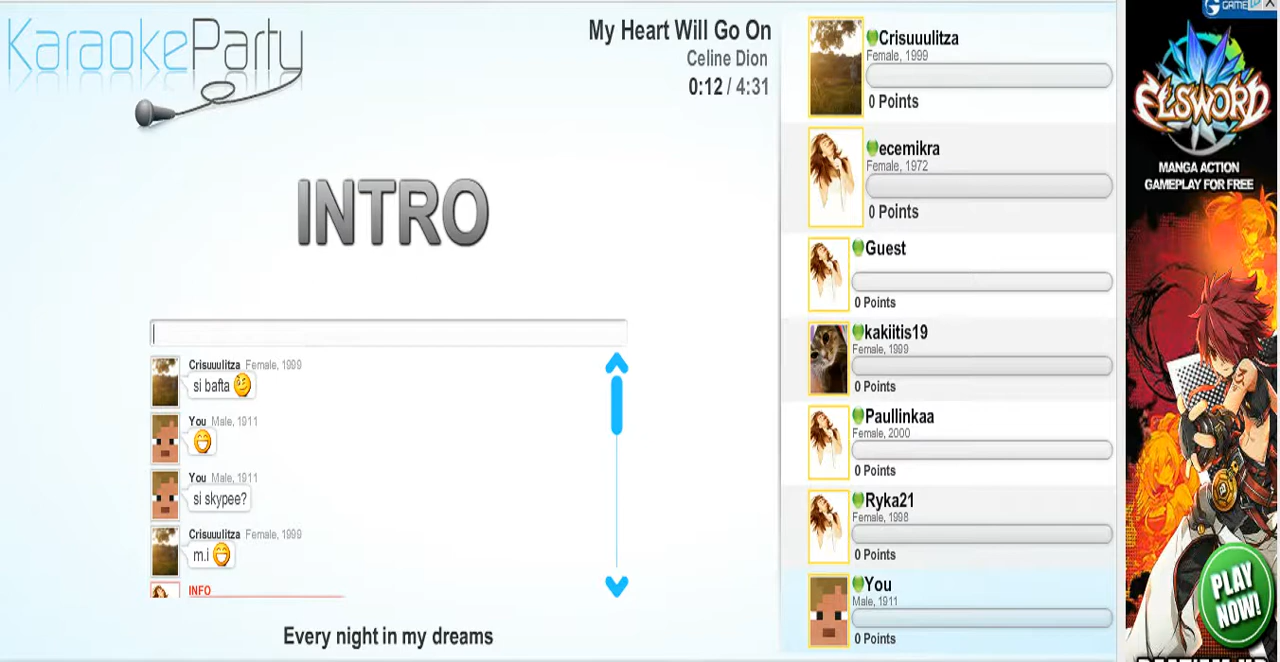 KaraokeParty
My Heart Will Go On
Celine Dion
0:12 / 4:31
INTRO
Crisuuulitza Female, 1999
si bafta
You Male, 1911
You Male, 1911
si skypee?
Crisuuulitza Female, 1999
m.i
INFO
Every night in my dreams
Crisuuulitza
Female, 1999
0 Points
ecemikra
Female, 1972
0 Points
Guest
0 Points
kakiitis19
Female, 1999
0 Points
Paullinkaa
Female, 2000
0 Points
Ryka21
Female, 1998
0 Points
You
Male, 1911
0 Points
ELSWORD
MANGA ACTION
GAMEPLAY FOR FREE
PLAY
NOW!